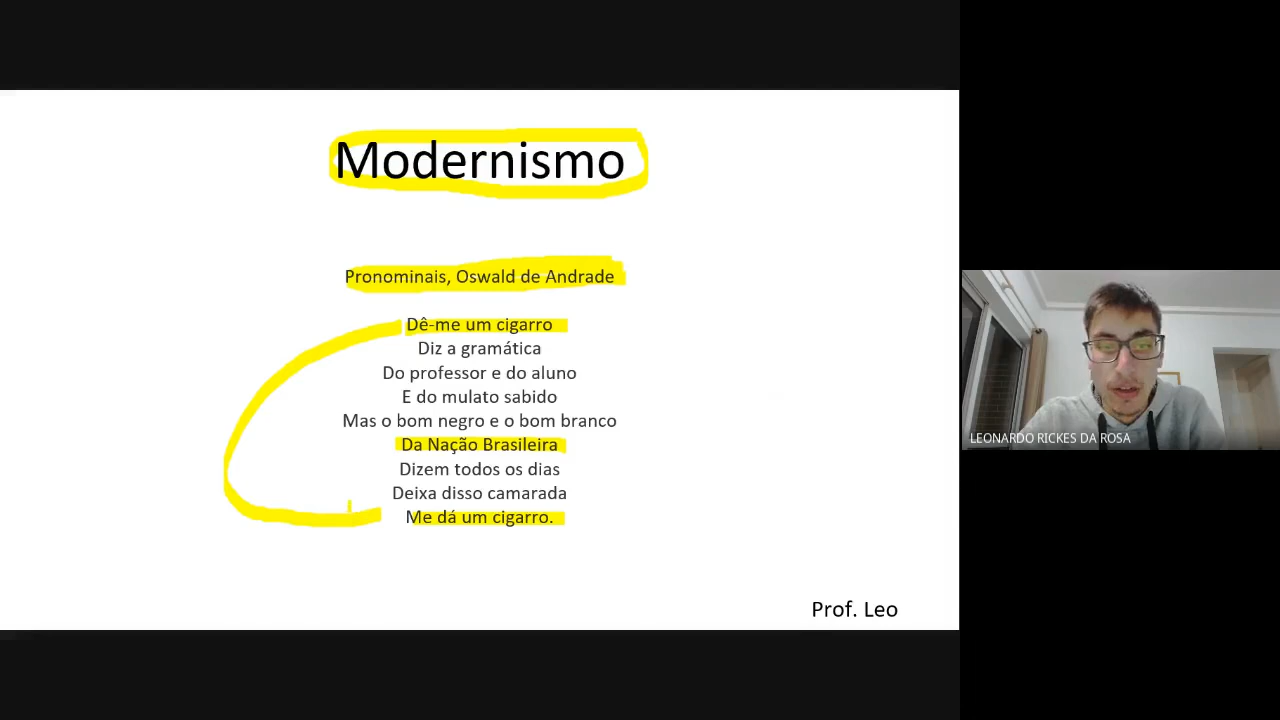 Modernismo
Pronominais, Oswald de Andrade
Dê-me um cigarro
Diz a gramática
Do professor e do aluno
E do mulato sabido
Mas o bom negro e o bom branco
Da Nação Brasileira
Dizem todos os dias
Deixa disso camarada
Me dá um cigarro.
Prof. Leo
LEONARDO RICKES DA ROSA